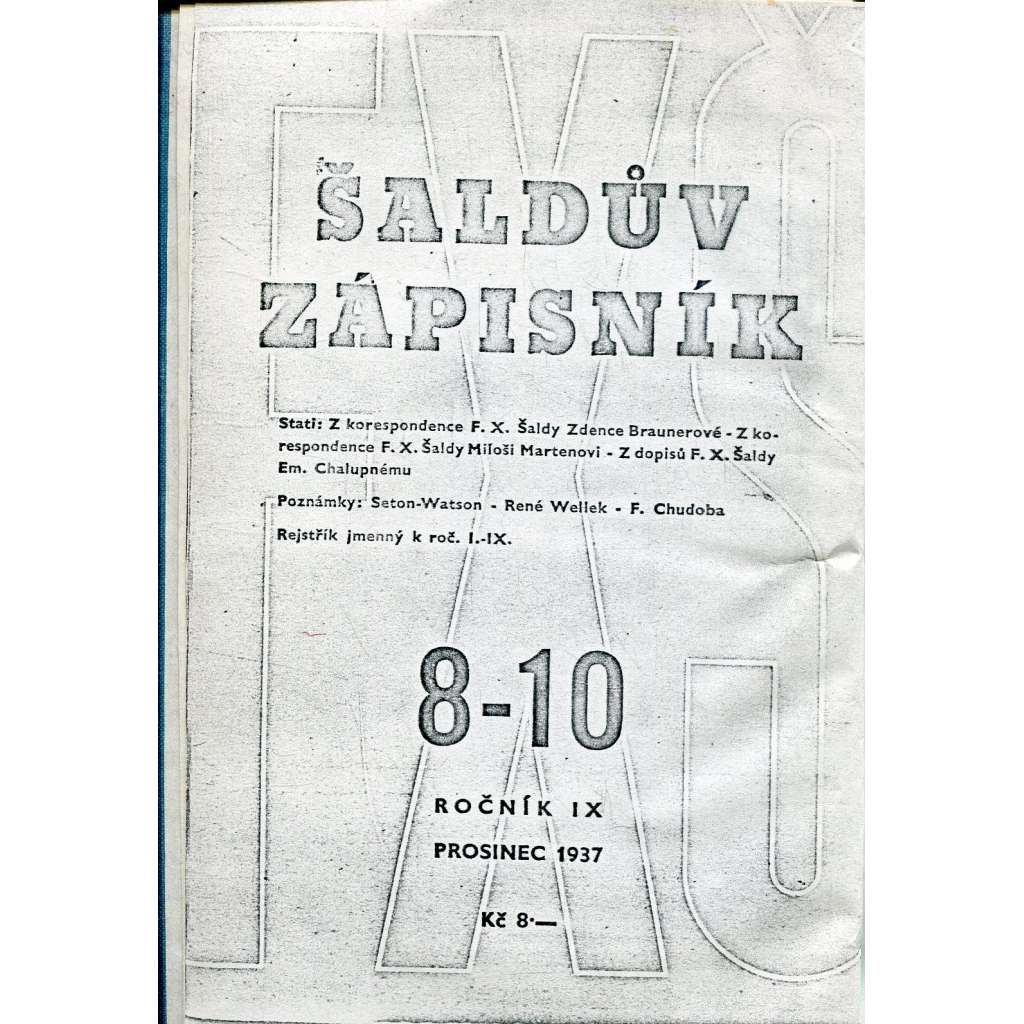 ŠALDŮV
ZÁPISNÍK
Stati: Z korespondence F. X. Šaldy Zdence Braunerové - Z ko-
respondence F. X. Šaldy Miloši Martenovi - Z dopisů F. X. Šaldy
Em. Chalupnému
Poznámky: Seton-Watson - René Wellek - F. Chudoba
Rejstřík jmenný k roč. I.-IX.
8-10
ROČNÍK IX
PROSINEC 1937
Kč 8·—
FXŠ